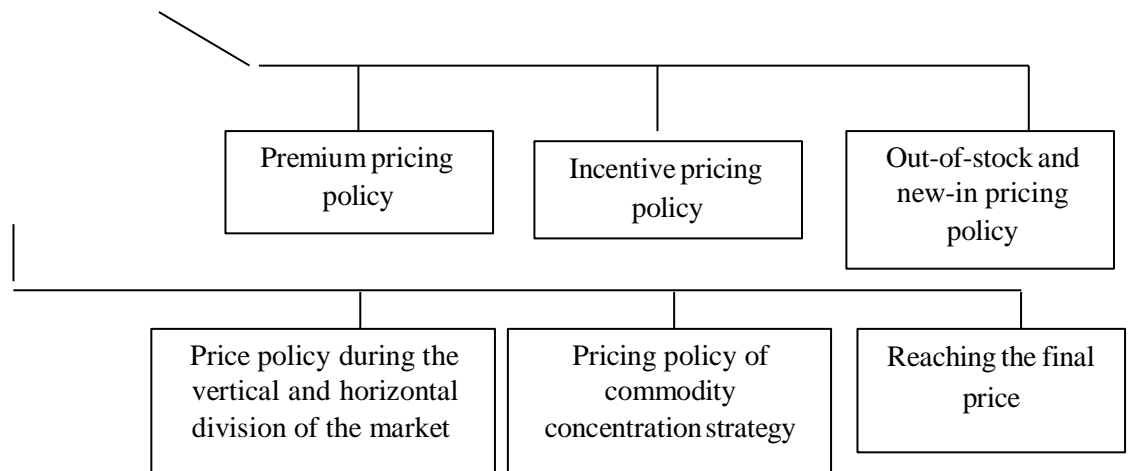 Premium pricing
policy
Incentive pricing
policy
Out-of-stock and
new-in pricing
policy
Price policy during the
vertical and horizontal
division of the market
Pricing policy of
commodity
concentration strategy
Reaching the final
price